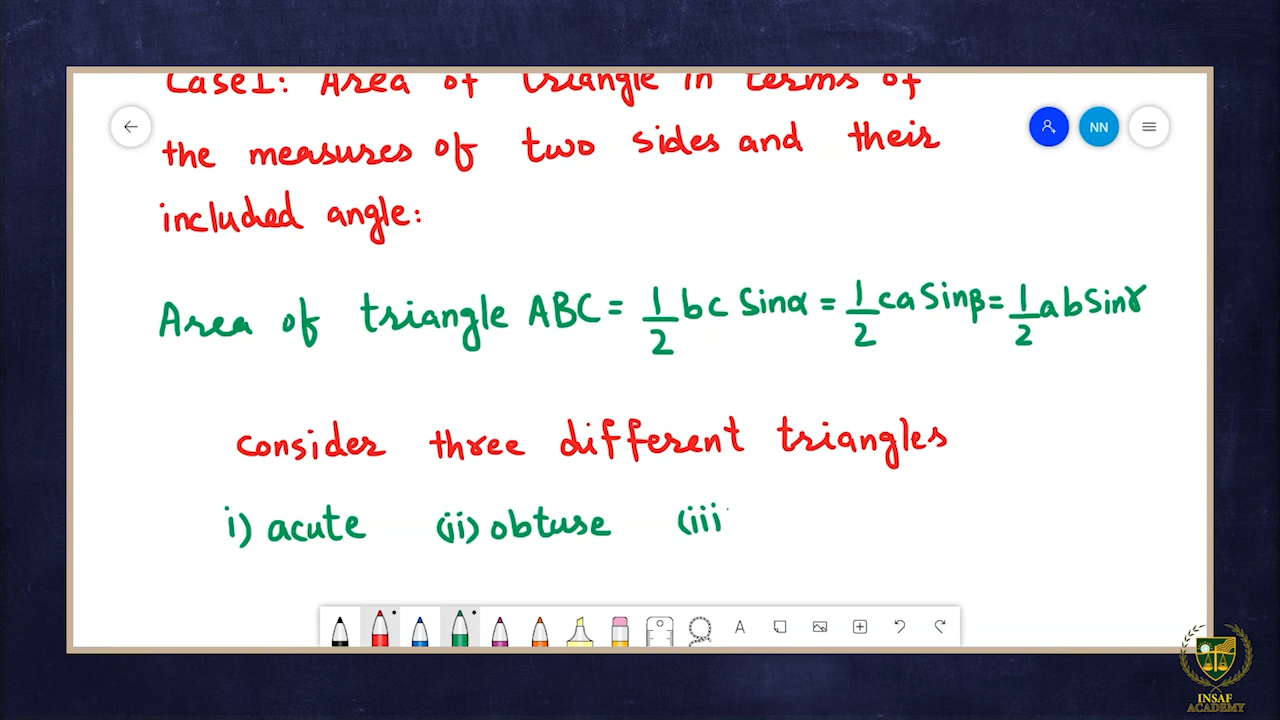 Case1: Area of triangle in terms of
the measures of two sides and their
included angle:
NN
Area of triangle ABC = 1/2 bc Sinα = 1/2 ca Sinβ = 1/2 ab Sinγ
consider three different triangles
i) acute (ii) obtuse (iii
A
INSAF
ACADEMY